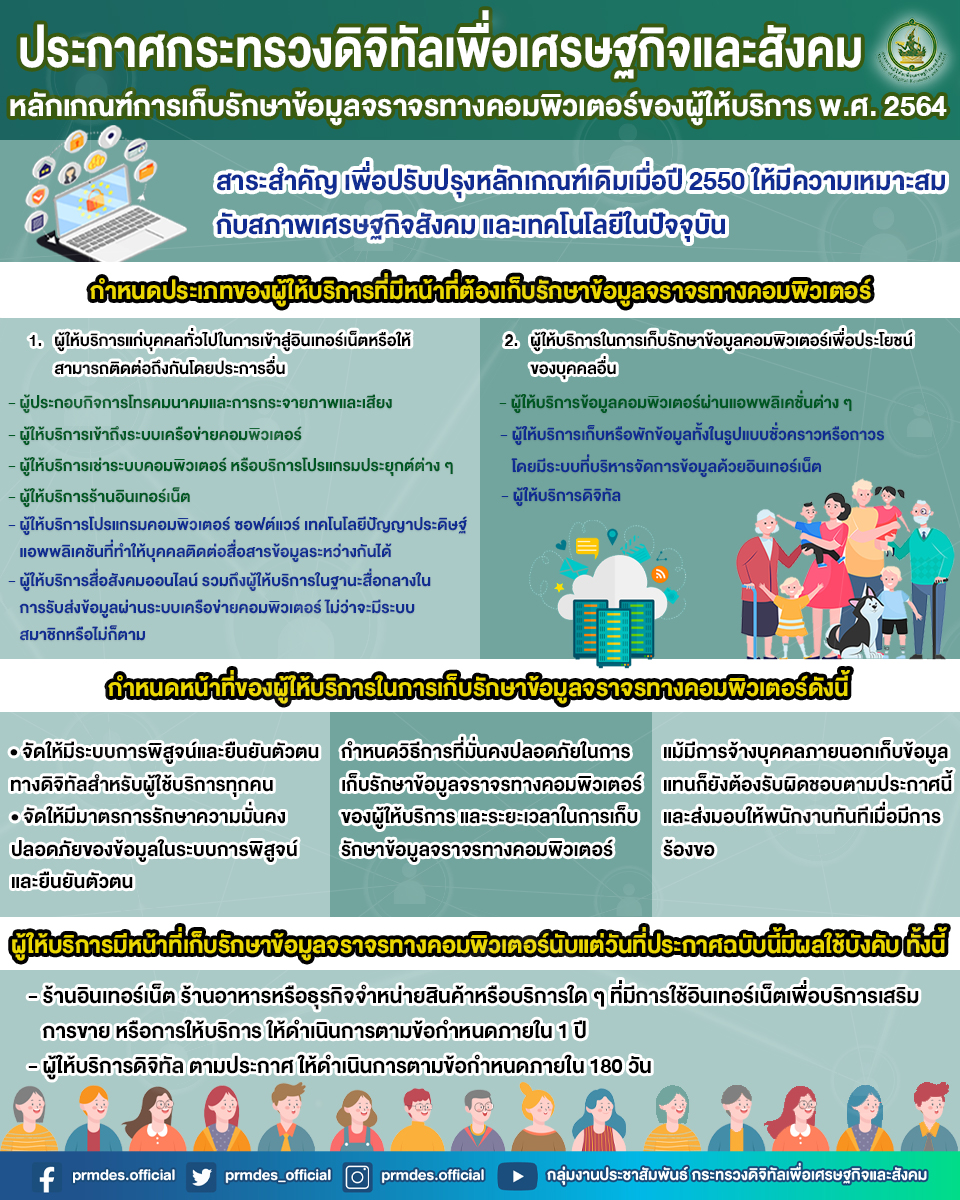 ประกาศกระทรวงดิจิทัลเพื่อเศรษฐกิจและสังคม
หลักเกณฑ์การเก็บรักษาข้อมูลจราจรทางคอมพิวเตอร์ของผู้ให้บริการ พ.ศ. 2564
สาระสำคัญ เพื่อปรับปรุงหลักเกณฑ์เดิมเมื่อปี 2550 ให้มีความเหมาะสม
กับสภาพเศรษฐกิจสังคม และเทคโนโลยีในปัจจุบัน
กำหนดประเภทของผู้ให้บริการที่มีหน้าที่ต้องเก็บรักษาข้อมูลจราจรทางคอมพิวเตอร์
1. ผู้ให้บริการแก่บุคคลทั่วไปในการเข้าสู่อินเทอร์เน็ตหรือให้
สามารถติดต่อถึงกันโดยประการอื่น
- ผู้ประกอบกิจการโทรคมนาคมและการกระจายภาพและเสียง
- ผู้ให้บริการเข้าถึงระบบเครือข่ายคอมพิวเตอร์
- ผู้ให้บริการเช่าระบบคอมพิวเตอร์ หรือบริการโปรแกรมประยุกต์ต่าง ๆ
- ผู้ให้บริการร้านอินเทอร์เน็ต
- ผู้ให้บริการโปรแกรมคอมพิวเตอร์ ซอฟต์แวร์ เทคโนโลยีปัญญาประดิษฐ์
แอพพลิเคชันที่ทำให้บุคคลติดต่อสื่อสารข้อมูลระหว่างกันได้
- ผู้ให้บริการสื่อสังคมออนไลน์ รวมถึงผู้ให้บริการในฐานะสื่อกลางใน
การรับส่งข้อมูลผ่านระบบเครือข่ายคอมพิวเตอร์ ไม่ว่าจะมีระบบ
สมาชิกหรือไม่ก็ตาม
2. ผู้ให้บริการในการเก็บรักษาข้อมูลคอมพิวเตอร์เพื่อประโยชน์
ของบุคคลอื่น
- ผู้ให้บริการข้อมูลคอมพิวเตอร์ผ่านแอพพลิเคชั่นต่าง ๆ
- ผู้ให้บริการเก็บหรือพักข้อมูลทั้งในรูปแบบชั่วคราวหรือถาวร
โดยมีระบบที่บริหารจัดการข้อมูลด้วยอินเทอร์เน็ต
- ผู้ให้บริการดิจิทัล
กำหนดหน้าที่ของผู้ให้บริการในการเก็บรักษาข้อมูลจราจรทางคอมพิวเตอร์ดังนี้
• จัดให้มีระบบการพิสูจน์และยืนยันตัวตน
ทางดิจิทัลสำหรับผู้ใช้บริการทุกคน
• จัดให้มีมาตรการรักษาความมั่นคง
ปลอดภัยของข้อมูลในระบบการพิสูจน์
และยืนยันตัวตน
กำหนดวิธีการที่มั่นคงปลอดภัยในการ
เก็บรักษาข้อมูลจราจรทางคอมพิวเตอร์
ของผู้ให้บริการ และระยะเวลาในการเก็บ
รักษาข้อมูลจราจรทางคอมพิวเตอร์
แม้มีการจ้างบุคคลภายนอกเก็บข้อมูล
แทนก็ยังต้องรับผิดชอบตามประกาศนี้
และส่งมอบให้พนักงานทันทีเมื่อมีการ
ร้องขอ
ผู้ให้บริการมีหน้าที่เก็บรักษาข้อมูลจราจรทางคอมพิวเตอร์นับแต่วันที่ประกาศฉบับนี้มีผลใช้บังคับ ทั้งนี้
- ร้านอินเทอร์เน็ต ร้านอาหารหรือธุรกิจจำหน่ายสินค้าหรือบริการใด ๆ ที่มีการใช้อินเทอร์เน็ตเพื่อบริการเสริม
การขาย หรือการให้บริการ ให้ดำเนินการตามข้อกำหนดภายใน 1 ปี
- ผู้ให้บริการดิจิทัล ตามประกาศ ให้ดำเนินการตามข้อกำหนดภายใน 180 วัน
prmdes.official prmdes_official prmdes.official กลุ่มงานประชาสัมพันธ์ กระทรวงดิจิทัลเพื่อเศรษฐกิจและสังคม